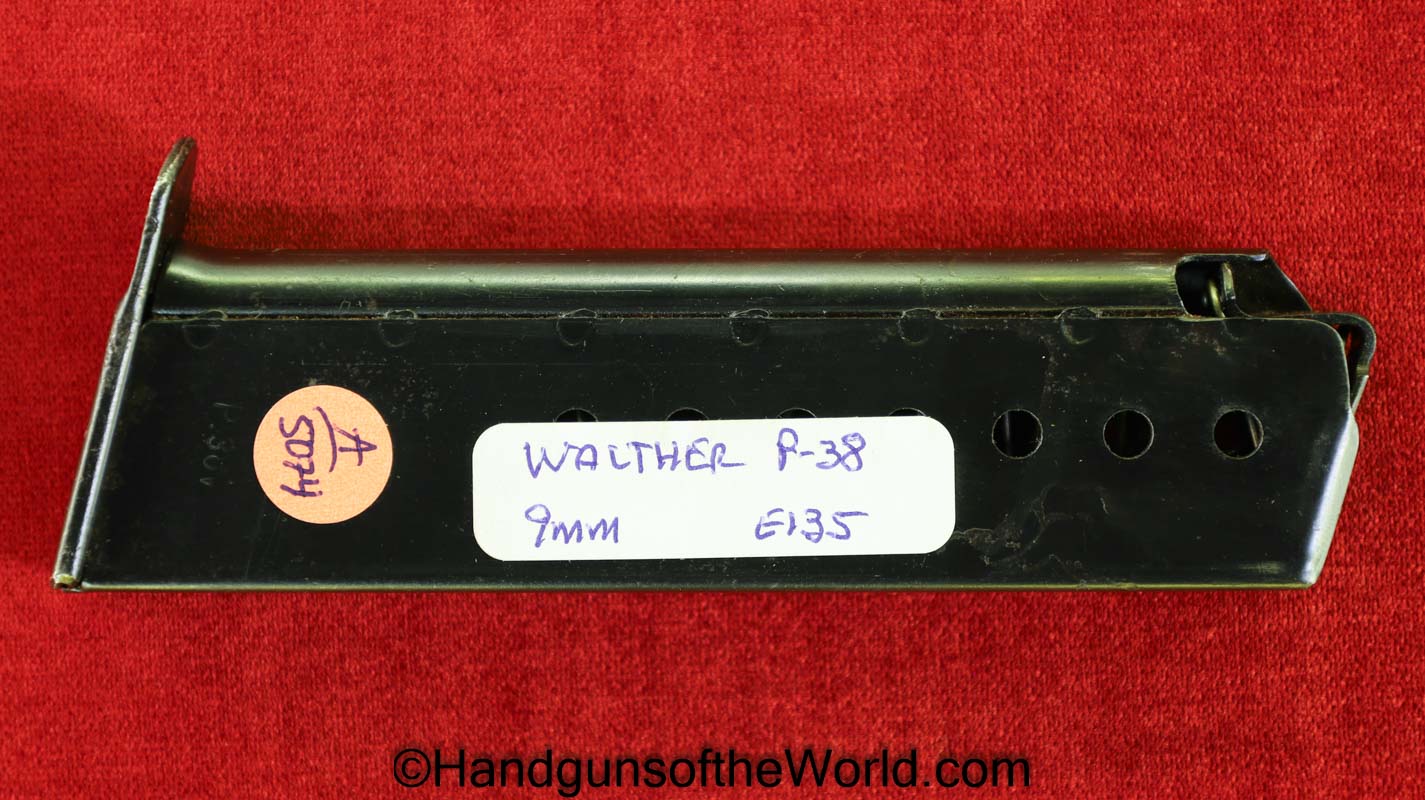 A
5074
WALTHER P-38
9mm E135
©HandgunsoftheWorld.com